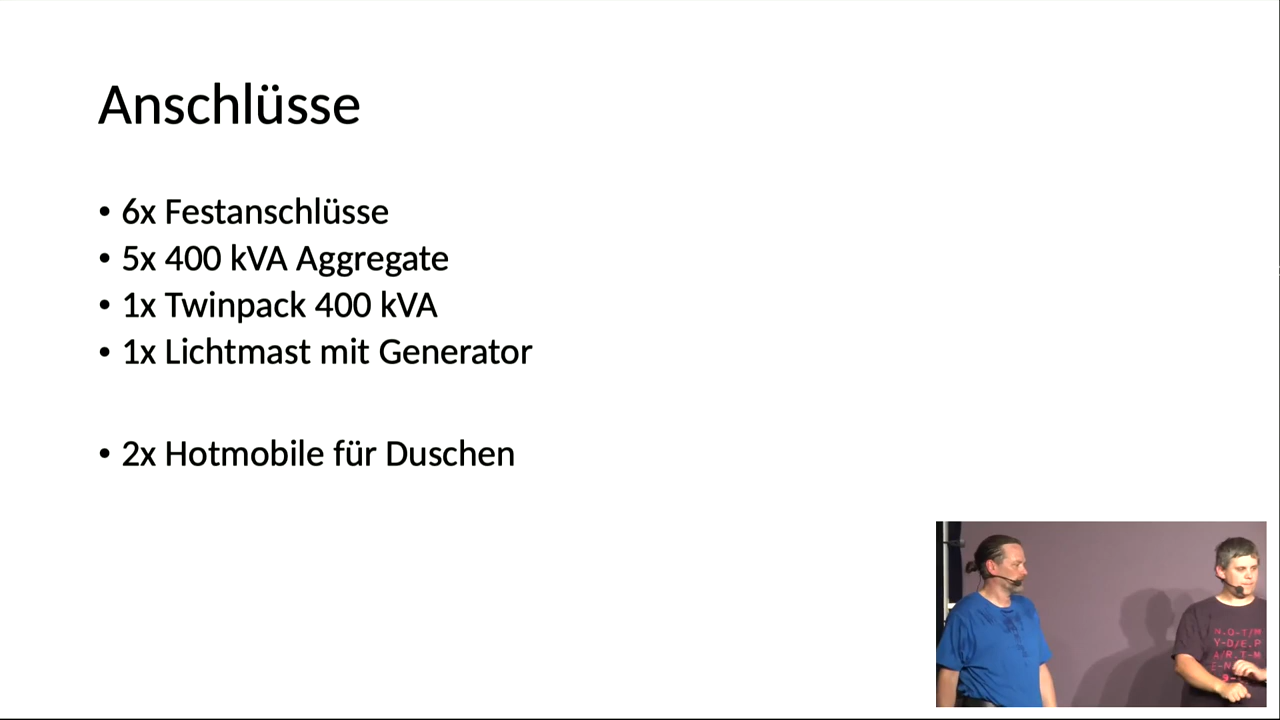 Anschlüsse
• 6x Festanschlüsse
• 5x 400 kVA Aggregate
• 1x Twinpack 400 kVA
• 1x Lichtmast mit Generator
• 2x Hotmobile für Duschen
N.O-T/M
Y-D/E.P
A/R.T-M